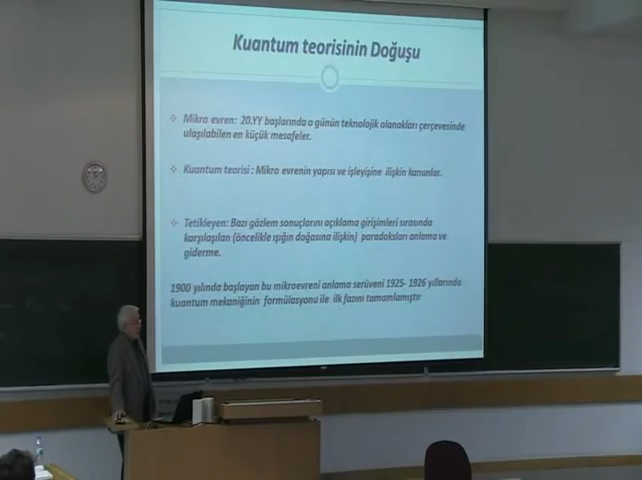 Kuantum teorisinin Doğuşu
Mikro evren: 20.YY başlarında o günün teknolojik olanakları çerçevesinde
ulaşılabilen en küçük mesafeler.
Kuantum teorisi : Mikro evrenin yapısı ve işleyişine ilişkin kanunlar.
Tetikleyen: Bazı gözlem sonuçlarını açıklama girişimleri sırasında
karşılaşılan (öncelikle ışığın doğasına ilişkin) paradoksları anlama ve
giderme.
1900 yılında başlayan bu mikroevreni anlama serüveni 1925- 1926 yıllarında
kuantum mekaniğinin formülasyonu ile ilk fazını tamamlamıştır